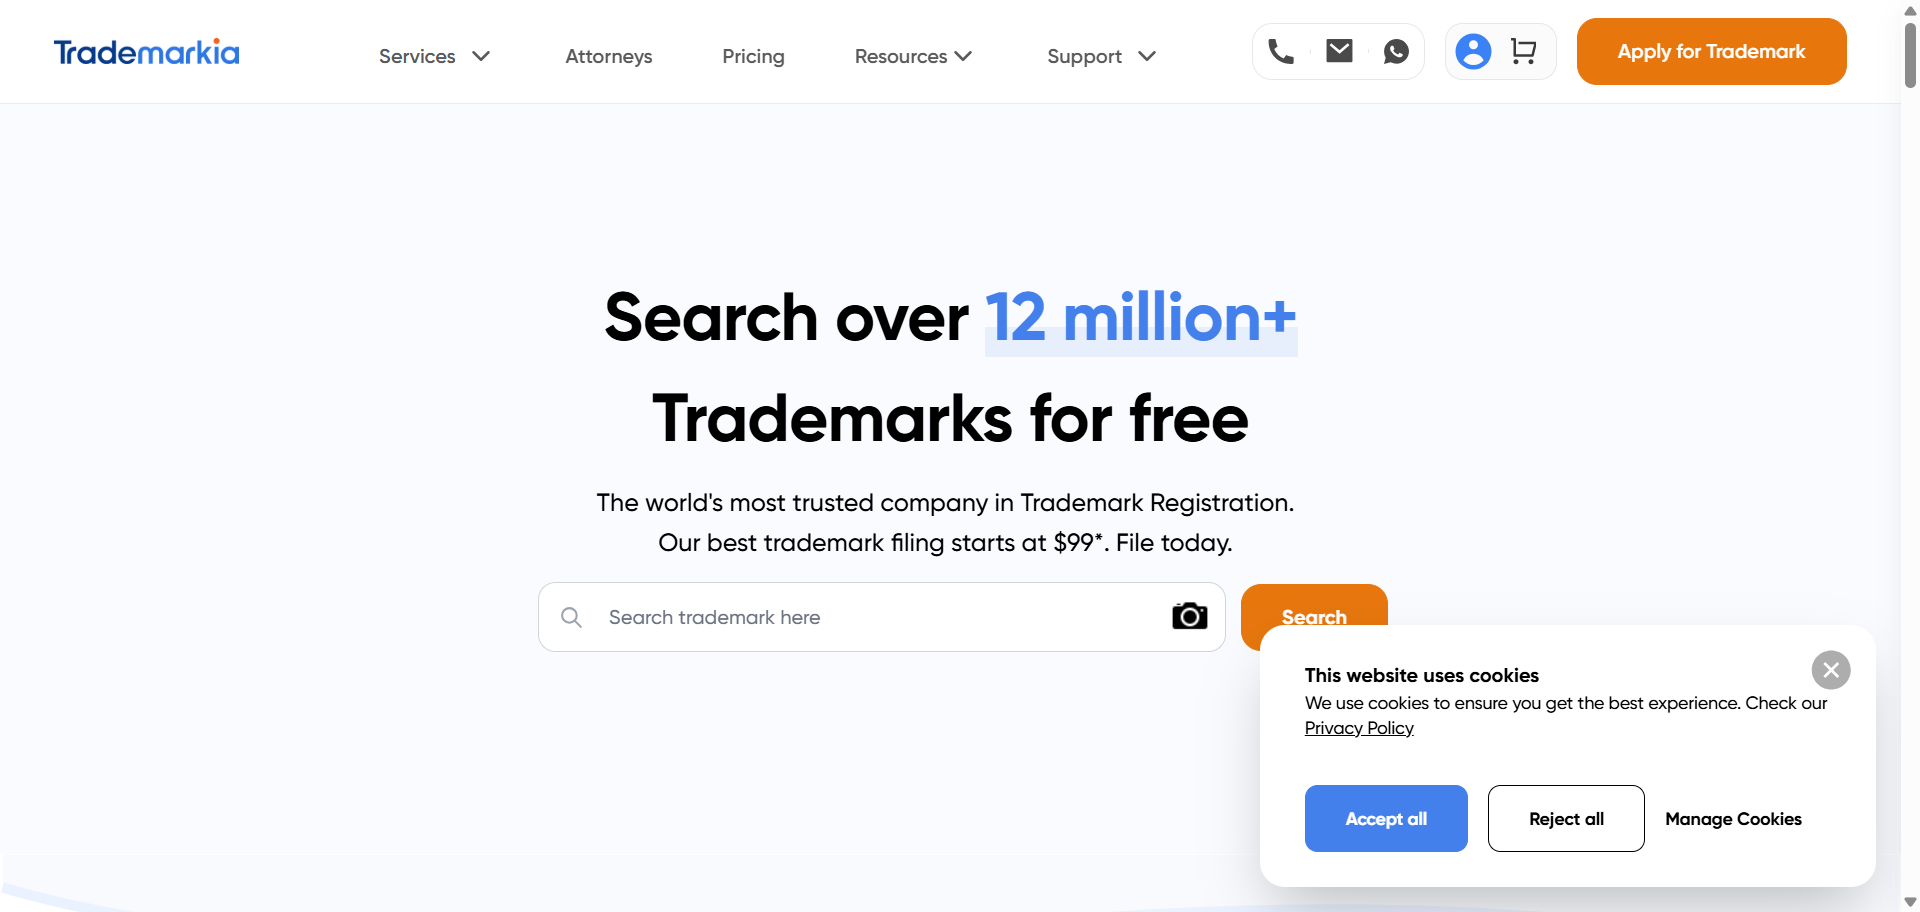 Trademarkia
Services
Attorneys
Pricing
Resources
Support
Apply for Trademark
Search over 12 million+
Trademarks for free
The world's most trusted company in Trademark Registration.
Our best trademark filing starts at $99*. File today.
Search trademark here
Search
This website uses cookies
We use cookies to ensure you get the best experience. Check our
Privacy Policy
Accept all
Reject all
Manage Cookies